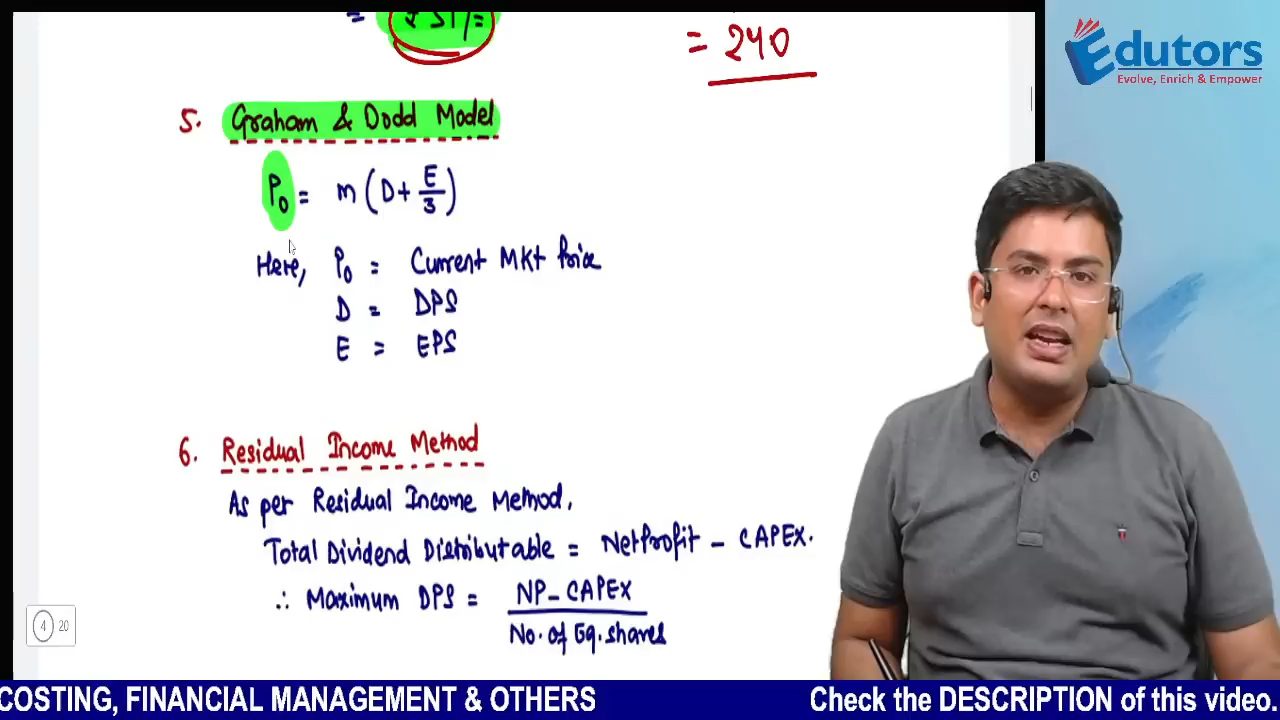 = 240
Edutors
Evolve, Enrich & Empower
5. Graham & Dodd Model
P0 = m (D + E/3)
Here, P0 = Current Mkt Price
D = DPS
E = EPS
6. Residual Income Method
As per Residual Income Method,
Total Dividend Distributable = Net Profit - CAPEX.
∴ Maximum DPS = NP - CAPEX
No. of Eq. shares
4 20
COSTING, FINANCIAL MANAGEMENT & OTHERS Check the DESCRIPTION of this video.